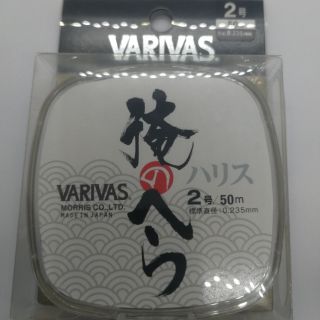 2号
VARIVAS®
俺のへら
ハリス
VARIVAS®
MORRIS CO.,LTD.
MADE IN JAPAN
2号/50m
標準直径:0.235mm